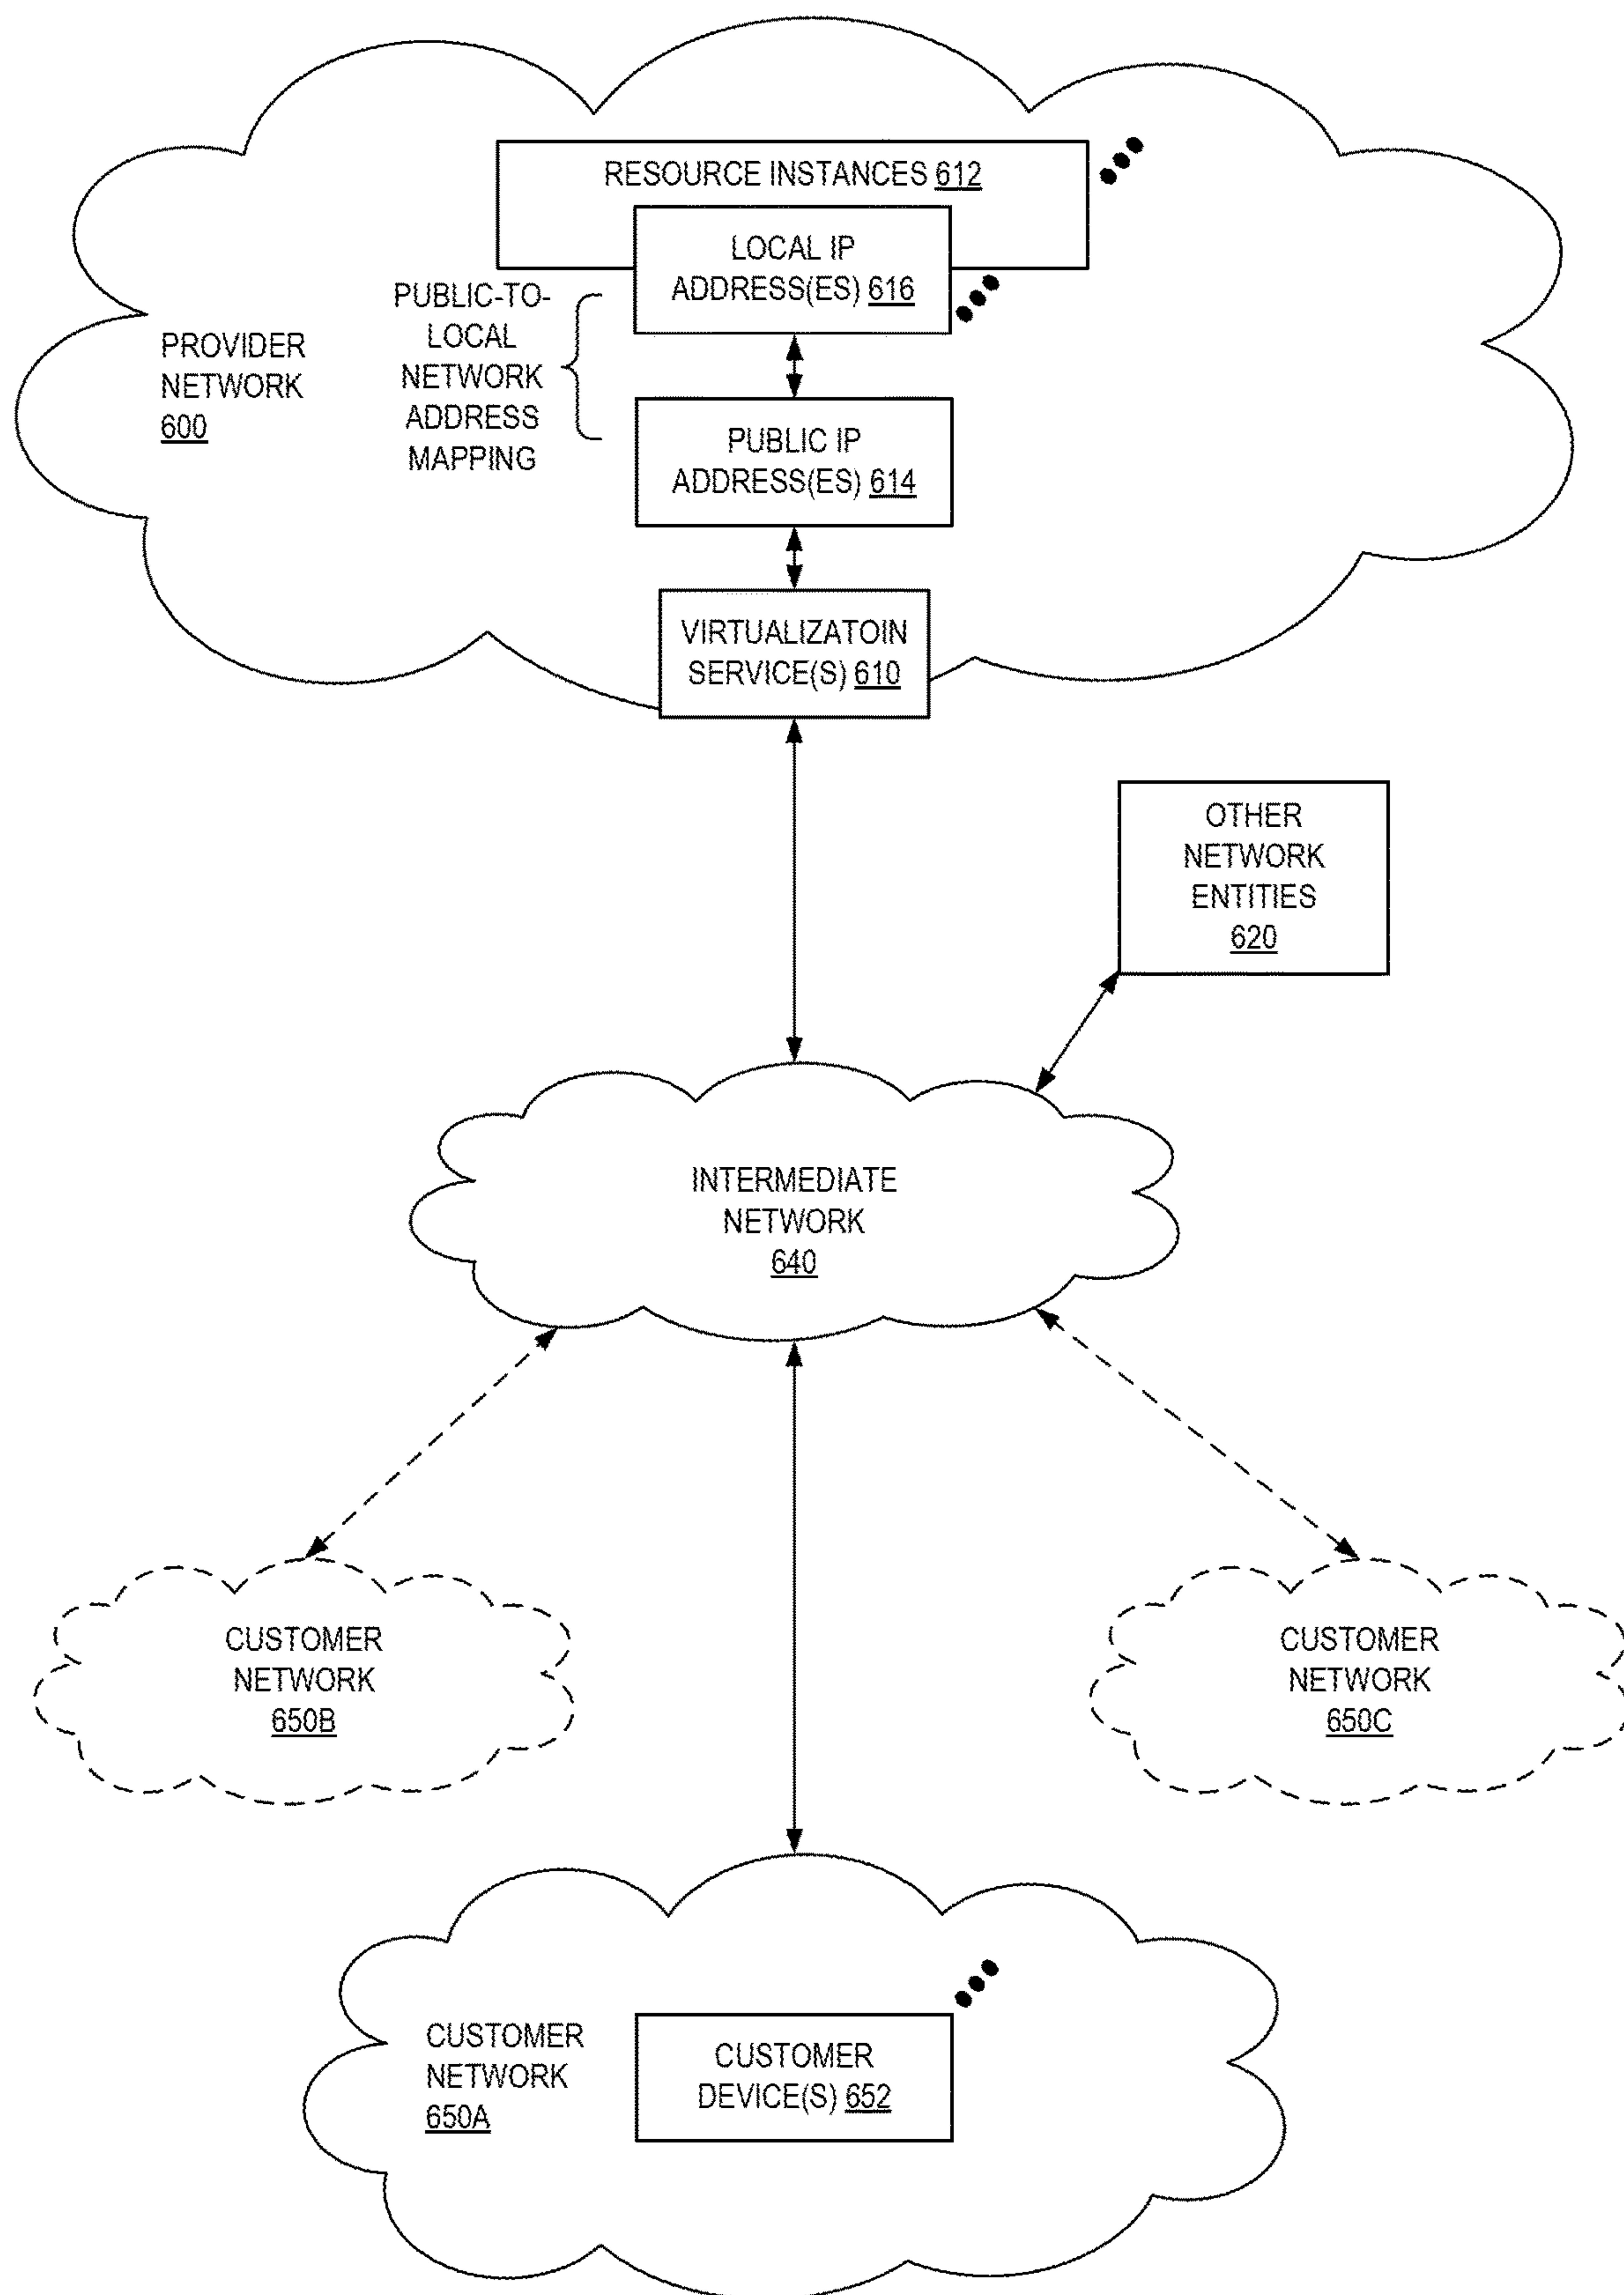 RESOURCE INSTANCES 612
LOCAL IP
ADDRESS(ES) 616
PUBLIC-TO-
LOCAL
NETWORK
ADDRESS
MAPPING
PROVIDER
NETWORK
600
PUBLIC IP
ADDRESS(ES) 614
VIRTUALIZATOIN
SERVICE(S) 610
OTHER
NETWORK
ENTITIES
620
INTERMEDIATE
NETWORK
640
CUSTOMER
NETWORK
650B
CUSTOMER
NETWORK
650C
CUSTOMER
NETWORK
650A
CUSTOMER
DEVICE(S) 652